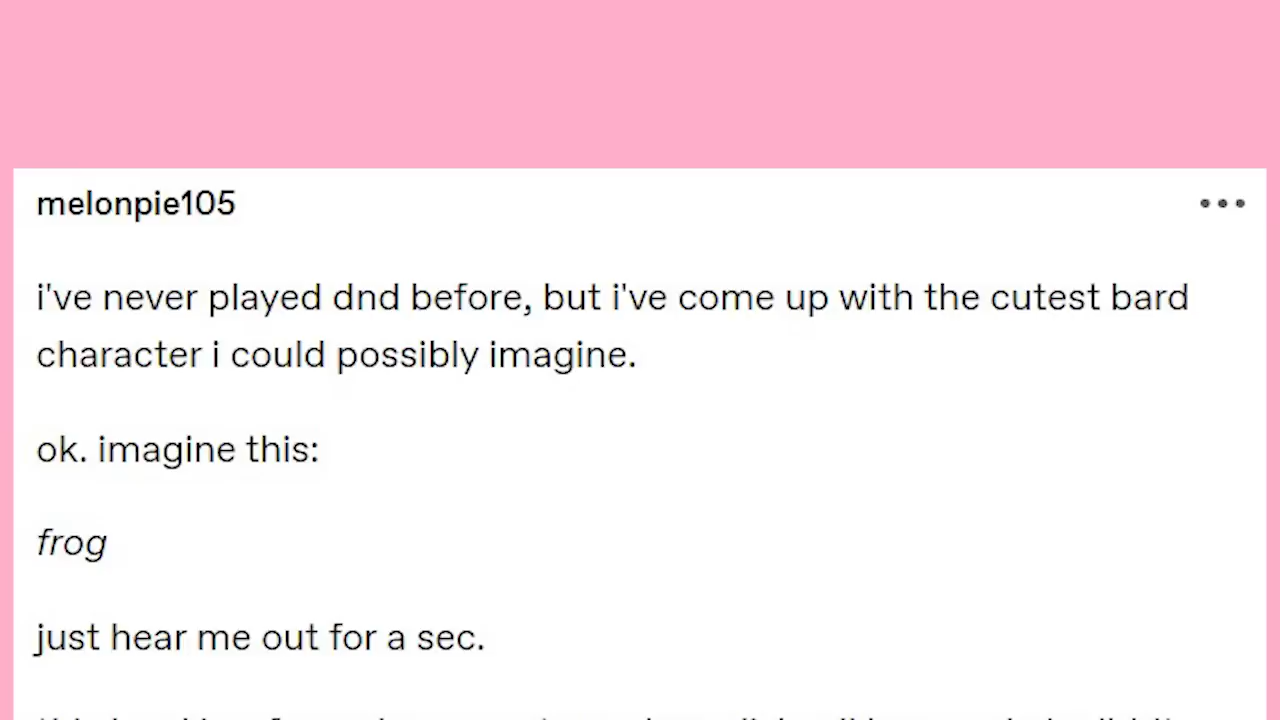 melonpie105
i've never played dnd before, but i've come up with the cutest bard
character i could possibly imagine.
ok. imagine this:
frog
just hear me out for a sec.